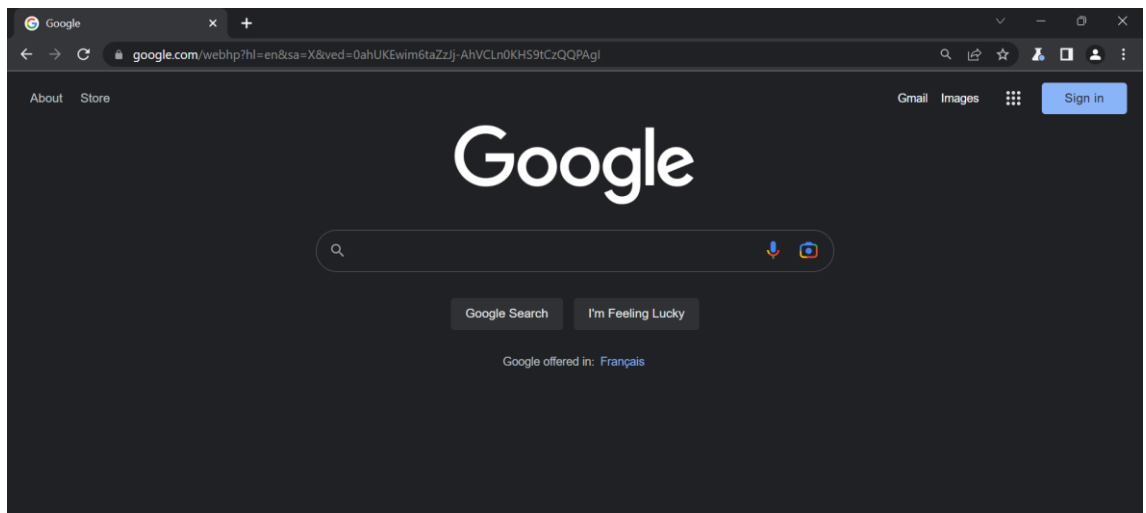 Google
google.com/webhp?hl=en&sa=X&ved=0ahUKEwim6taZzJj-AhVCLn0KHS9tCzQQPAgI
About Store Gmail Images Sign in
Google
Google Search I'm Feeling Lucky
Google offered in: Français